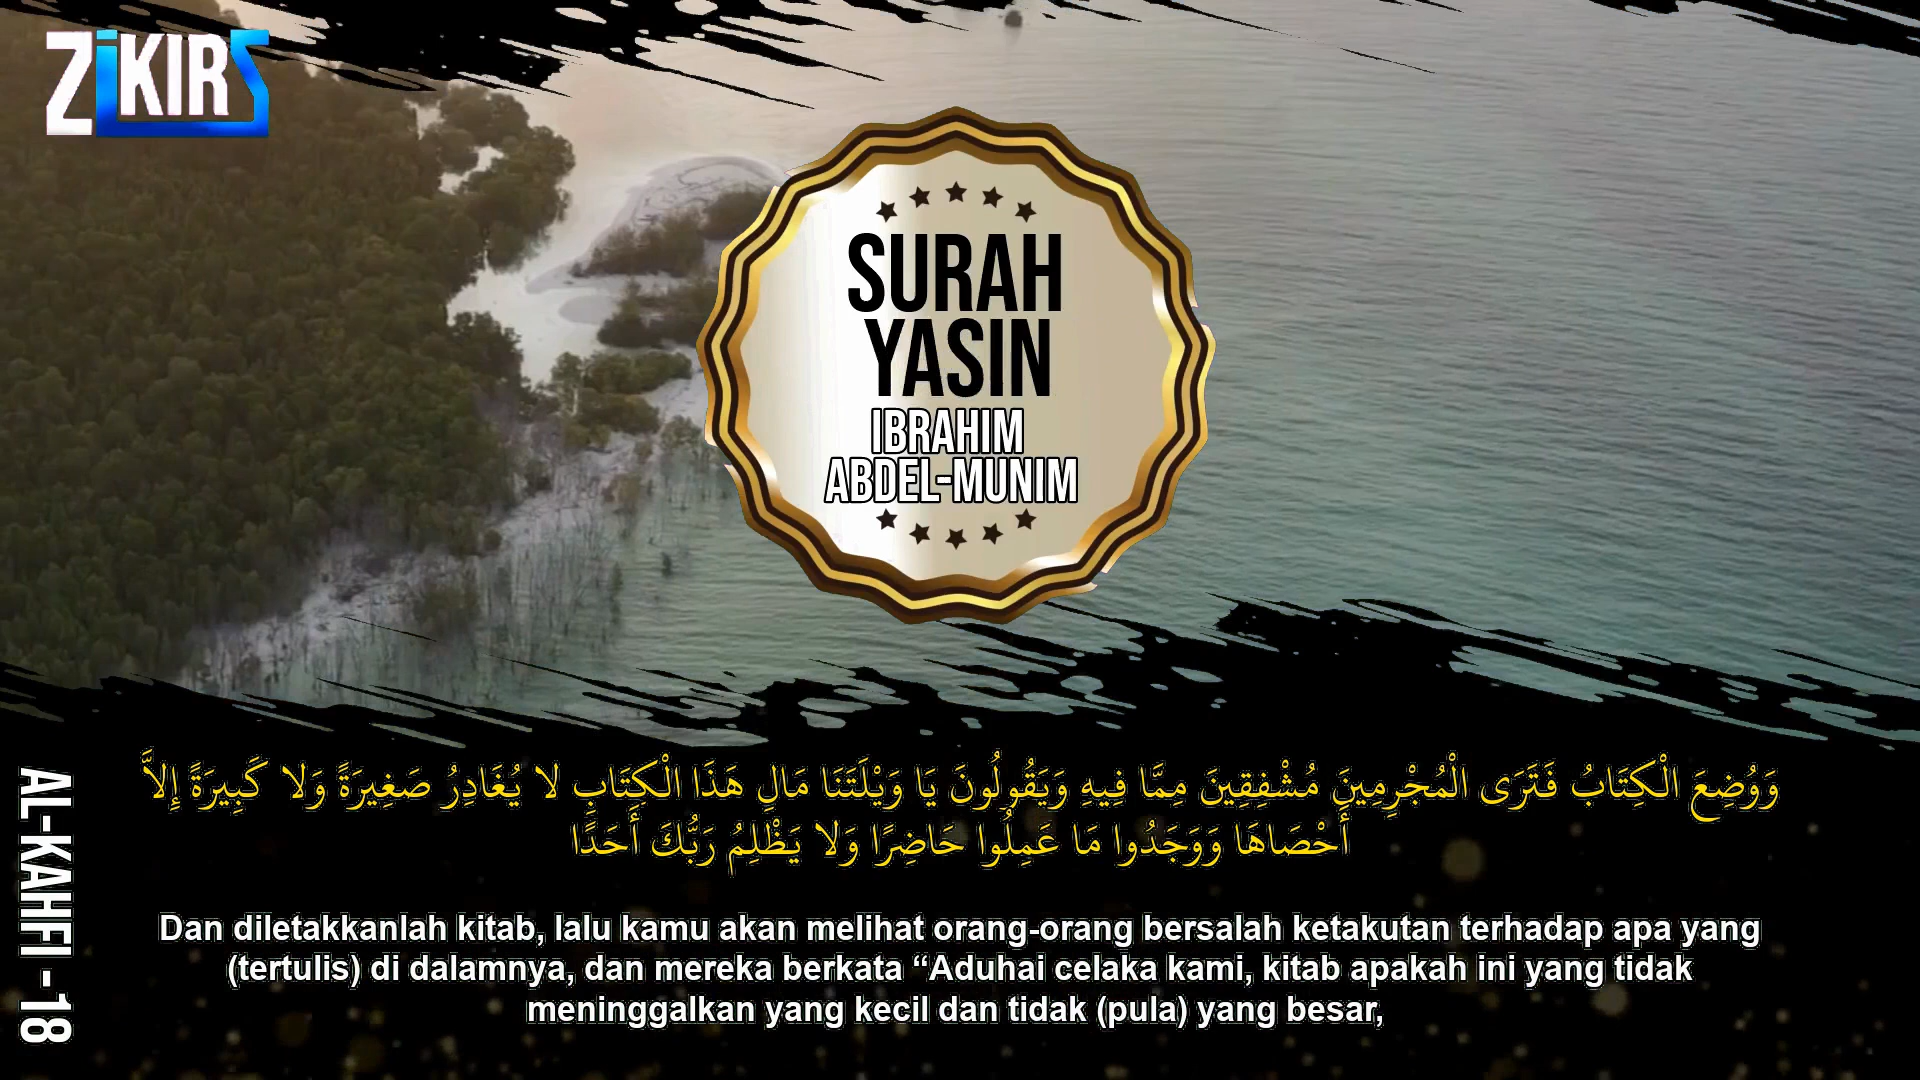 ZIKIRS
SURAH
YASIN
IBRAHIM
ABDEL-MUNIM
وَوُضِعَ الْكِتَابُ فَتَرَى الْمُجْرِمِينَ مُشْفِقِينَ مِمَّا فِيهِ وَيَقُولُونَ يَا وَيْلَتَنَا مَالِ هَذَا الْكِتَابِ لا يُغَادِرُ صَغِيرَةً وَلا كَبِيرَةً إِلاَّ
أَحْصَاهَا وَوَجَدُوا مَا عَمِلُوا حَاضِرًا وَلا يَظْلِمُ رَبُّكَ أَحَدًا
AL-KAHFI - 18
Dan diletakkanlah kitab, lalu kamu akan melihat orang-orang bersalah ketakutan terhadap apa yang
(tertulis) di dalamnya, dan mereka berkata “Aduhai celaka kami, kitab apakah ini yang tidak
meninggalkan yang kecil dan tidak (pula) yang besar,